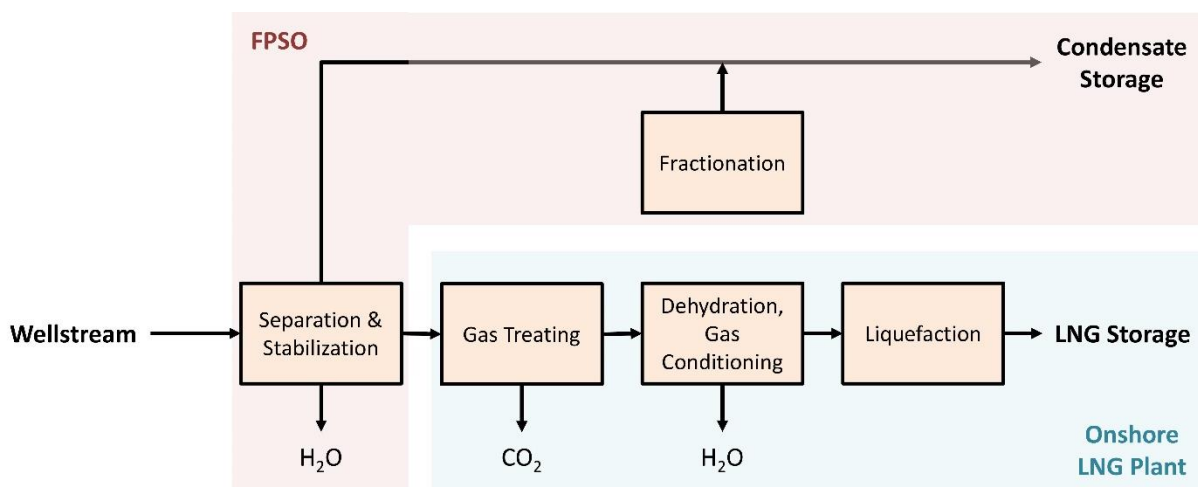 FPSO
Condensate
Storage
Fractionation
Wellstream
Separation &
Stabilization
Gas Treating
Dehydration,
Gas
Conditioning
Liquefaction
LNG Storage
H₂O
CO₂
H₂O
Onshore
LNG Plant